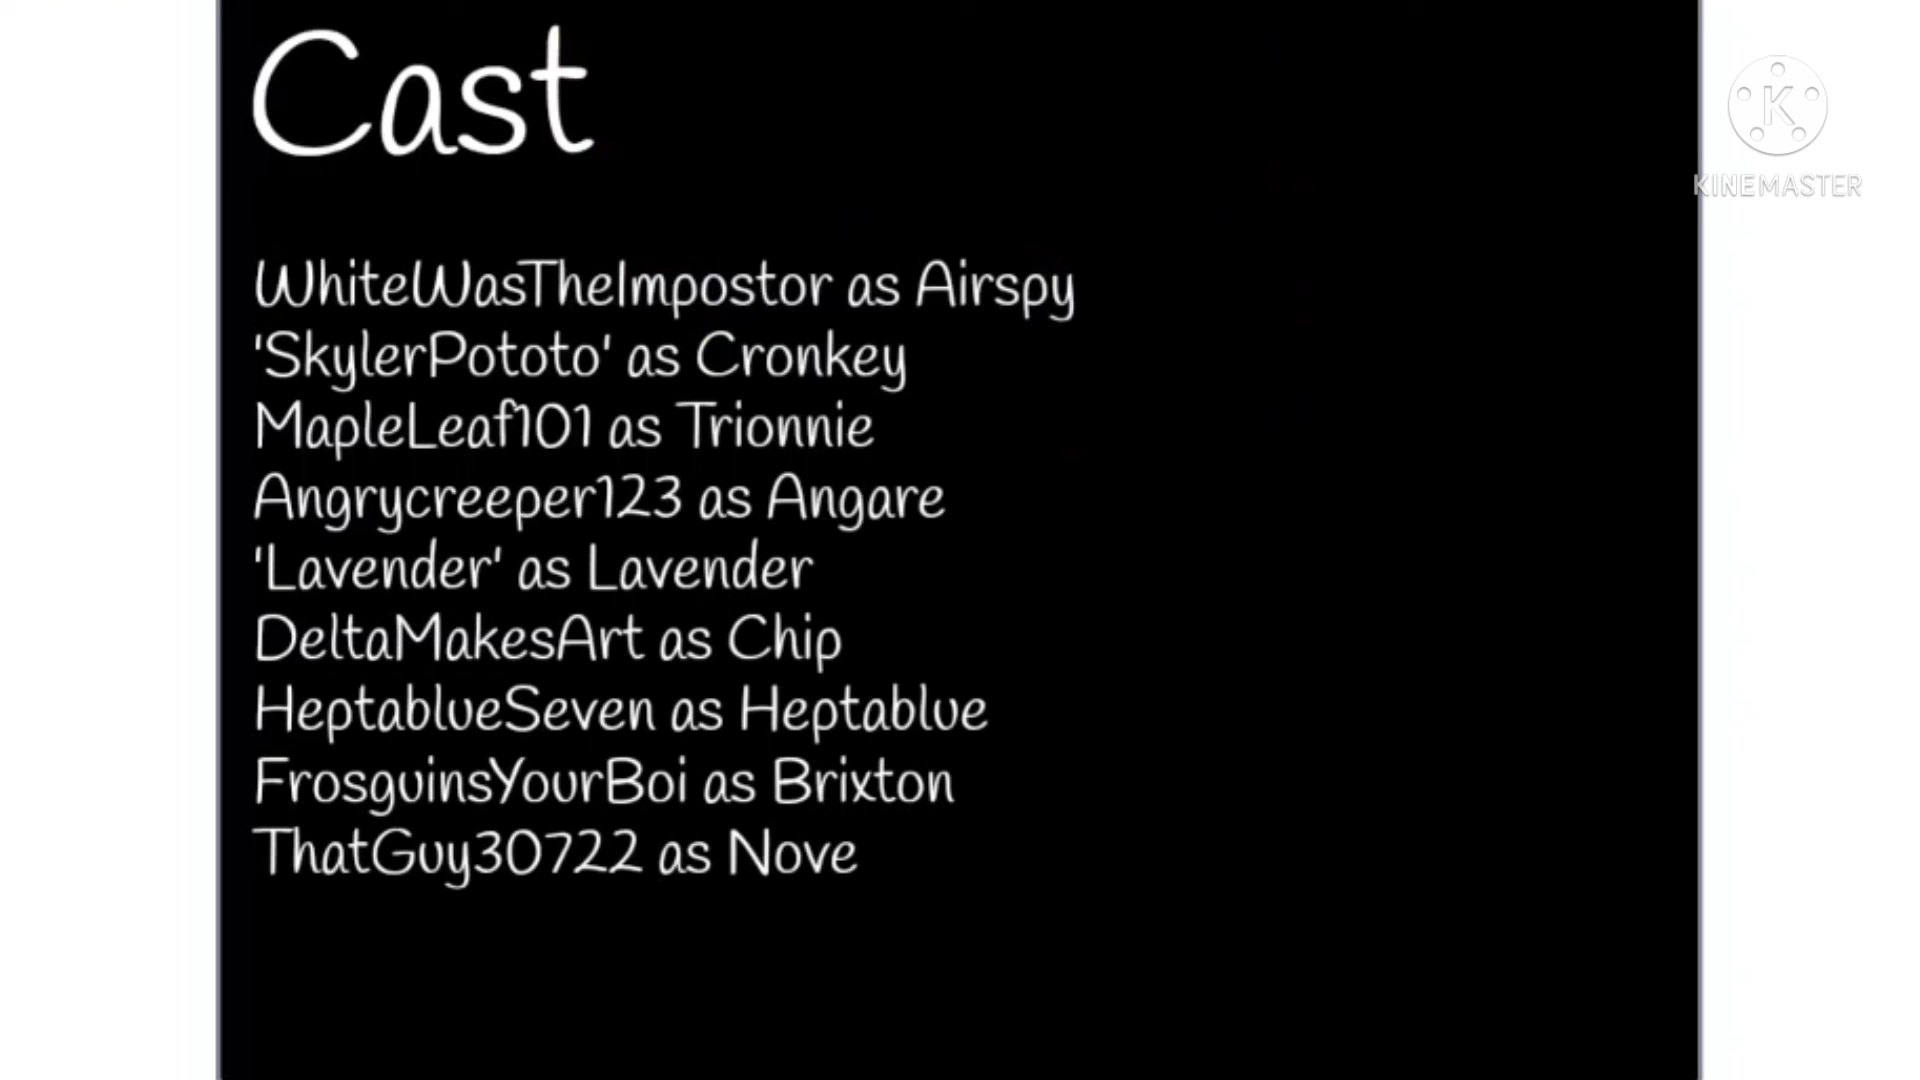 Cast
K
KINEMASTER
WhiteWasTheImpostor as Airspy
'SkylerPototo' as Cronkey
MapleLeaf101 as Trionnie
Angrycreeper123 as Angare
'Lavender' as Lavender
DeltaMakesArt as Chip
HeptablueSeven as Heptablue
FrosguinsYourBoi as Brixton
ThatGuy30722 as Nove